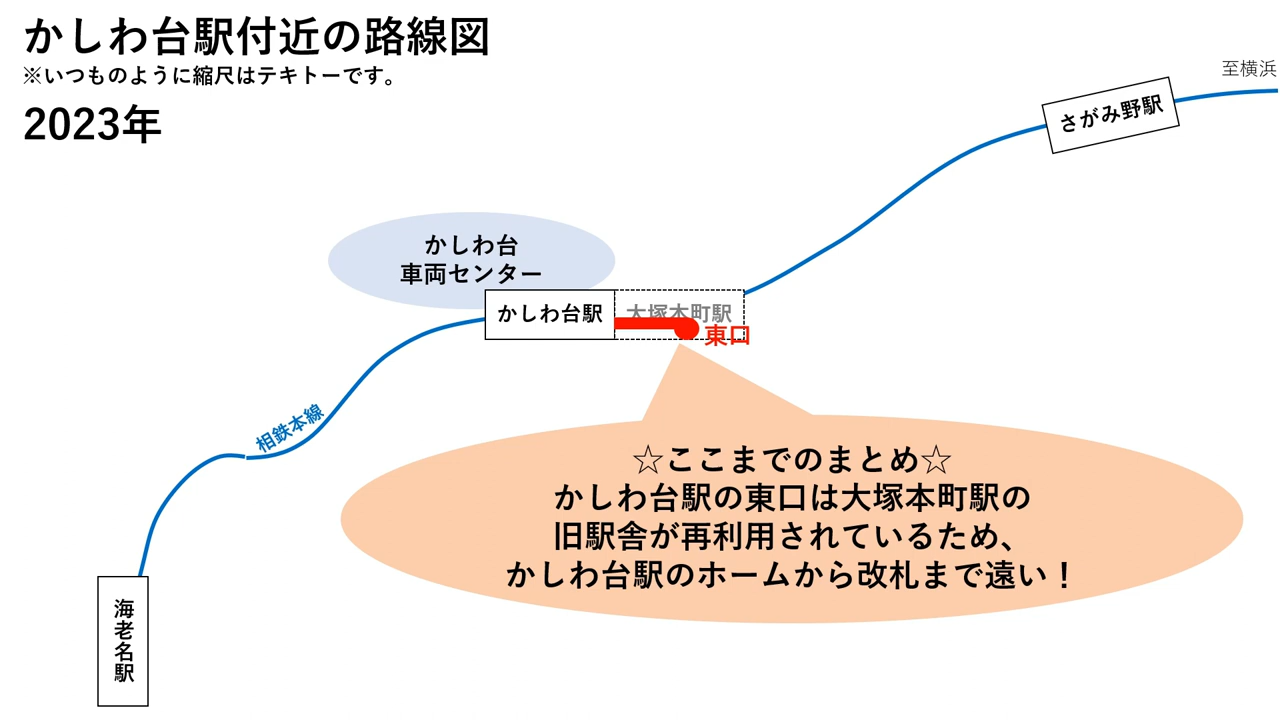 かしわ台駅付近の路線図
※いつものように縮尺はテキトーです。
2023年
至横浜
さがみ野駅
かしわ台
車両センター
かしわ台駅
大塚本町駅
東口
相鉄本線
☆ここまでのまとめ☆
かしわ台駅の東口は大塚本町駅の
旧駅舎が再利用されているため、
かしわ台駅のホームから改札まで遠い！
海老名駅